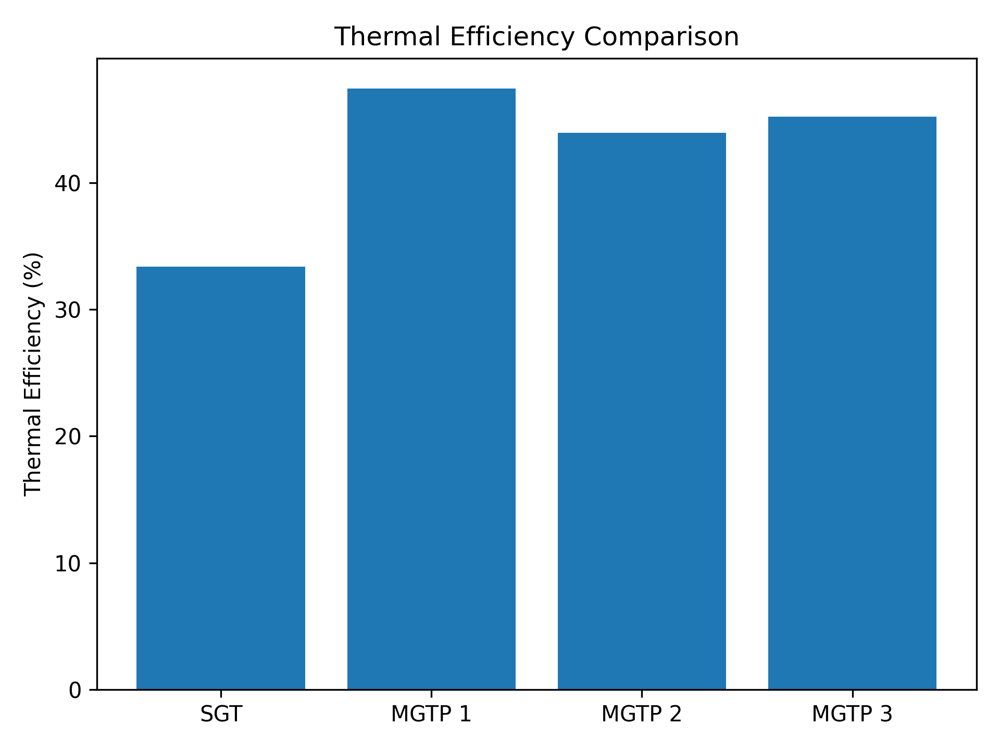 Thermal Efficiency Comparison
Thermal Efficiency (%)
40
30
20
10
0
SGT
MGTP 1
MGTP 2
MGTP 3